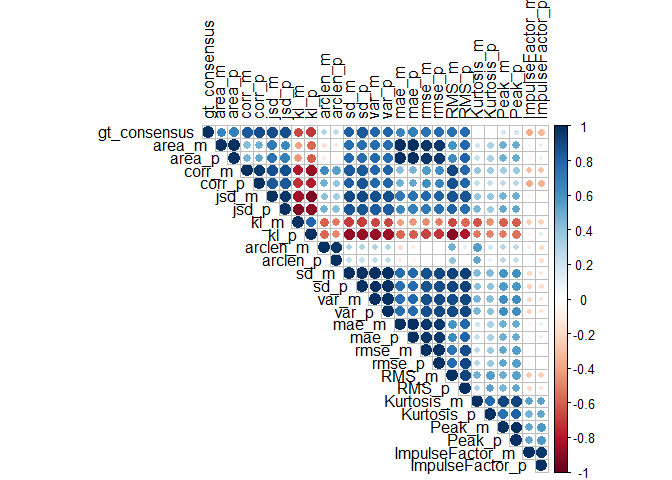 gt_consensus
area_m
area_p
corr_m
corr_p
jsd_m
jsd_p
kl_m
kl_p
arclen_m
arclen_p
sd_m
sd_p
var_m
var_p
mae_m
mae_p
rmse_m
rmse_p
RMS_m
RMS_p
Kurtosis_m
Kurtosis_p
Peak_m
Peak_p
ImpulseFactor_m
ImpulseFactor_p
gt_consensus
area_m
area_p
corr_m
corr_p
jsd_m
jsd_p
kl_m
kl_p
arclen_m
arclen_p
sd_m
sd_p
var_m
var_p
mae_m
mae_p
rmse_m
rmse_p
RMS_m
RMS_p
Kurtosis_m
Kurtosis_p
Peak_m
Peak_p
ImpulseFactor_m
ImpulseFactor_p
1
0.8
0.6
0.4
0.2
0
-0.2
-0.4
-0.6
-0.8
-1